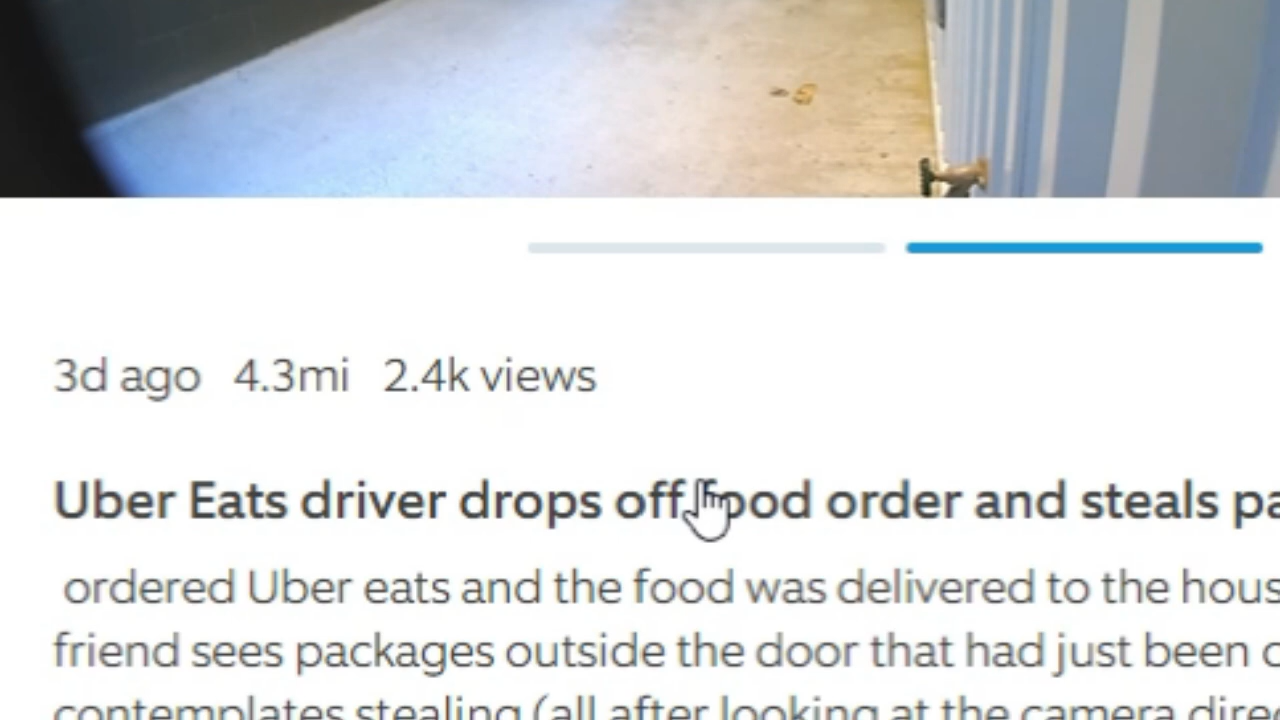 3d ago 4.3mi 2.4k views
Uber Eats driver drops off food order and steals
ordered Uber eats and the food was delivered to the
friend sees packages outside the door that had just been
contemplates stealing (all after looking at the camera